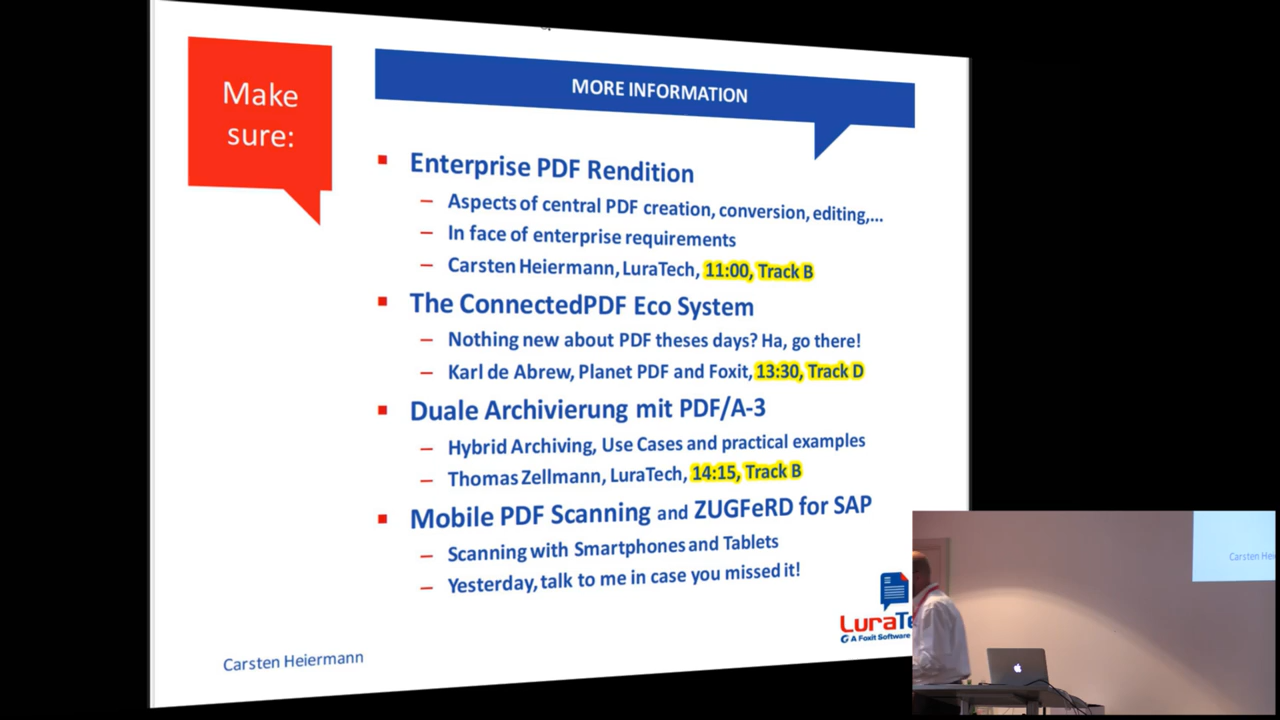 Make
sure:
MORE INFORMATION
Enterprise PDF Rendition
Aspects of central PDF creation, conversion, editing,...
In face of enterprise requirements
Carsten Heiermann, LuraTech, 11:00, Track B
The ConnectedPDF Eco System
Nothing new about PDF theses days? Ha, go there!
Karl de Abrew, Planet PDF and Foxit, 13:30, Track D
Duale Archivierung mit PDF/A-3
Hybrid Archiving, Use Cases and practical examples
Thomas Zellmann, LuraTech, 14:15, Track B
Mobile PDF Scanning and ZUGFeRD for SAP
Scanning with Smartphones and Tablets
Yesterday, talk to me in case you missed it!
LuraTe
A Foxit Software
Carsten Heiermann
Carsten Hei